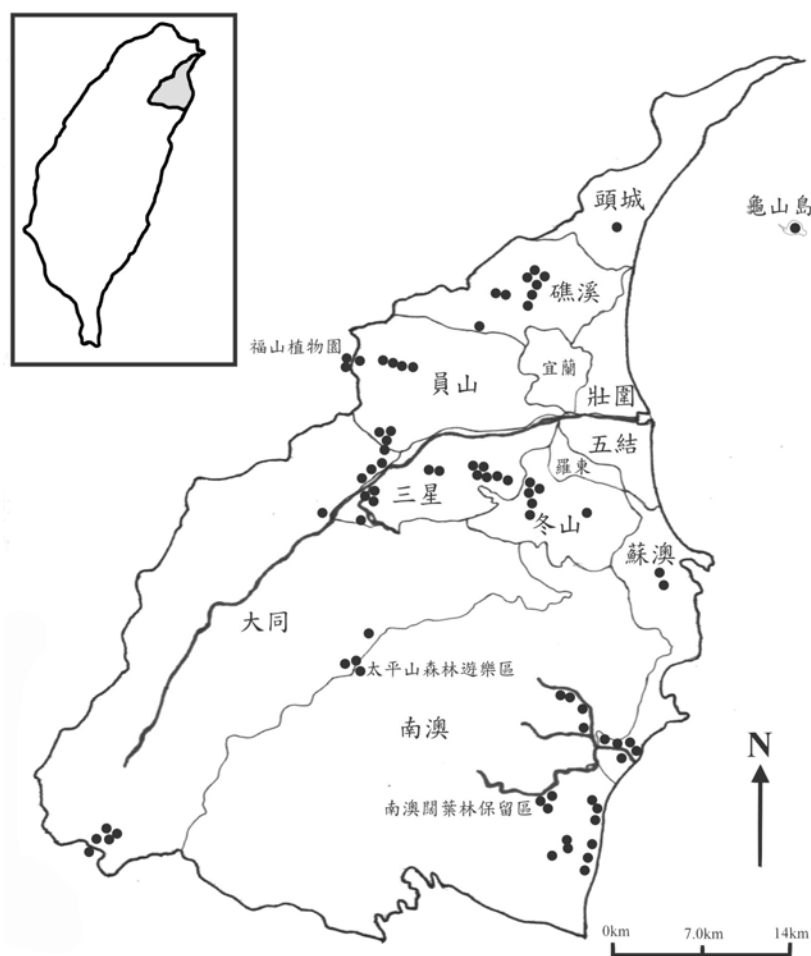 頭城
龜山島
礁溪
福山植物園
宜蘭
員山
壯圍
五結
羅東
三星
冬山
蘇澳
大同
太平山森林遊樂區
南澳
N
南澳闊葉林保留區
0km
7.0km
14km